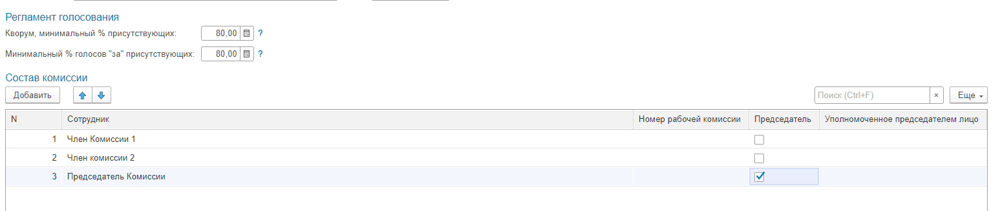 Регламент голосования
Кворум, минимальный % присутствующих: 80,00 ?
Минимальный % голосов "за" присутствующих: 80,00 ?
Состав комиссии
Добавить Поиск (Ctrl+F) × Еще
N Сотрудник Номер рабочей комиссии Председатель Уполномоченное председателем лицо
1 Член Комиссии 1
2 Член комиссии 2
3 Председатель Комиссии